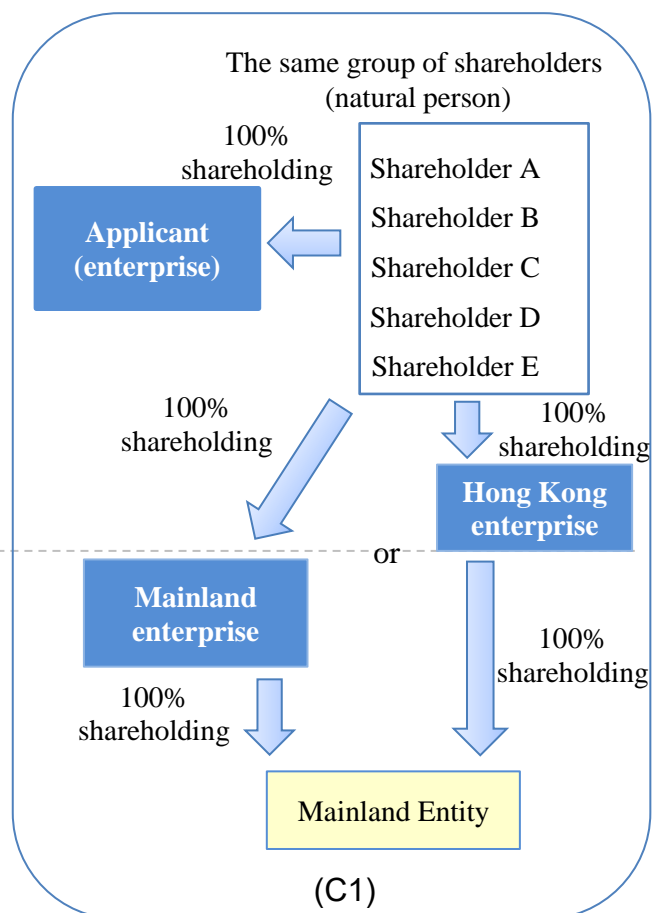 The same group of shareholders
(natural person)
100%
shareholding
Shareholder A
Shareholder B
Shareholder C
Shareholder D
Shareholder E
Applicant
(enterprise)
100%
shareholding
100%
shareholding
Hong Kong
enterprise
or
Mainland
enterprise
100%
shareholding
100%
shareholding
Mainland Entity
(C1)